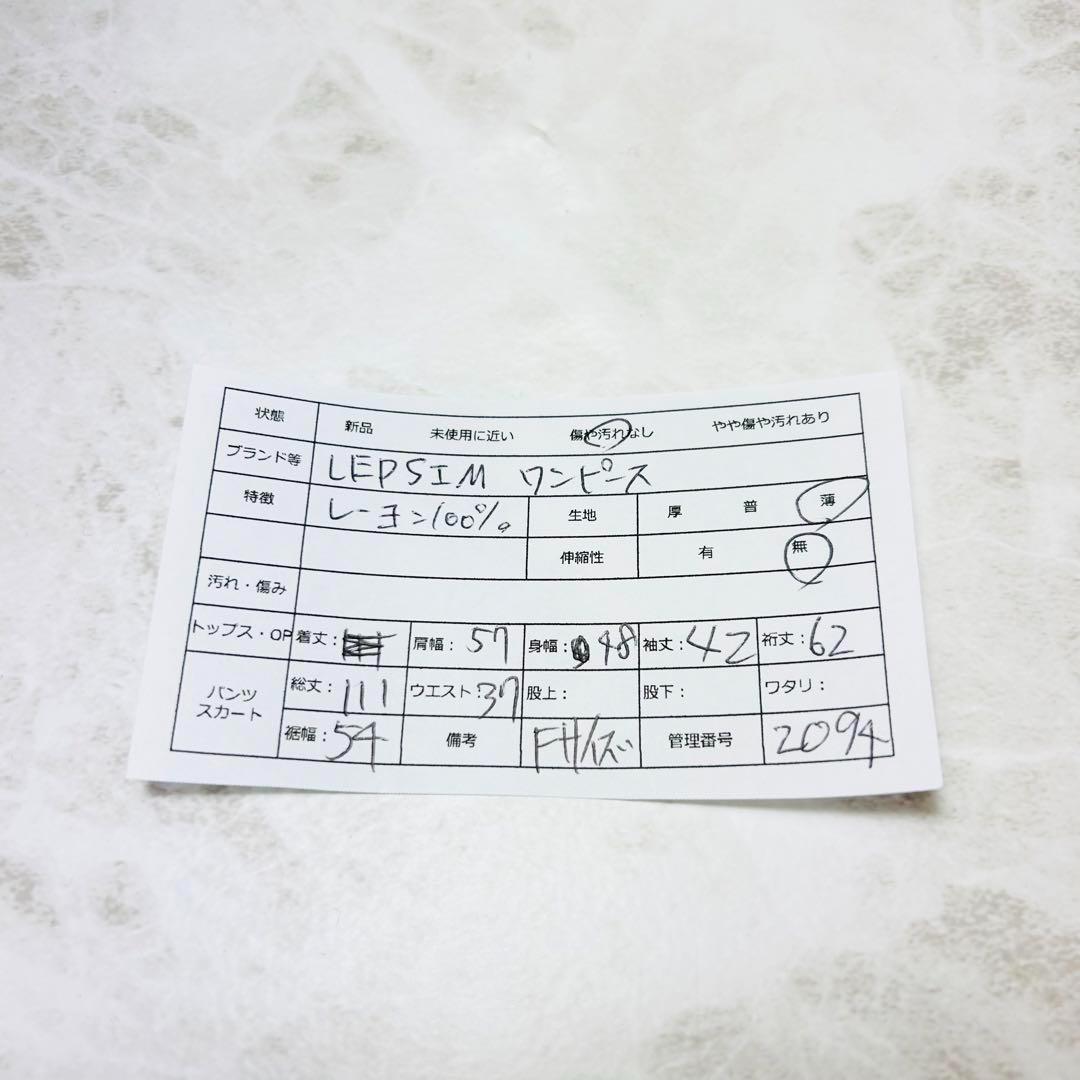 状態 新品 未使用に近い 傷や汚れなし やや傷や汚れあり
ブランド等 LEPSIM ワンピース
特徴 レーヨン100%。 生地 厚 普 薄
伸縮性 有 無
汚れ・傷み
トップス・OP 着丈: 肩幅: 57 身幅: 48 袖丈: 42 裄丈: 62
パンツ スカート 総丈: 111 ウエスト: 37 股上: 股下: ワタリ:
裾幅: 54 備考 Fサイズ 管理番号 2094